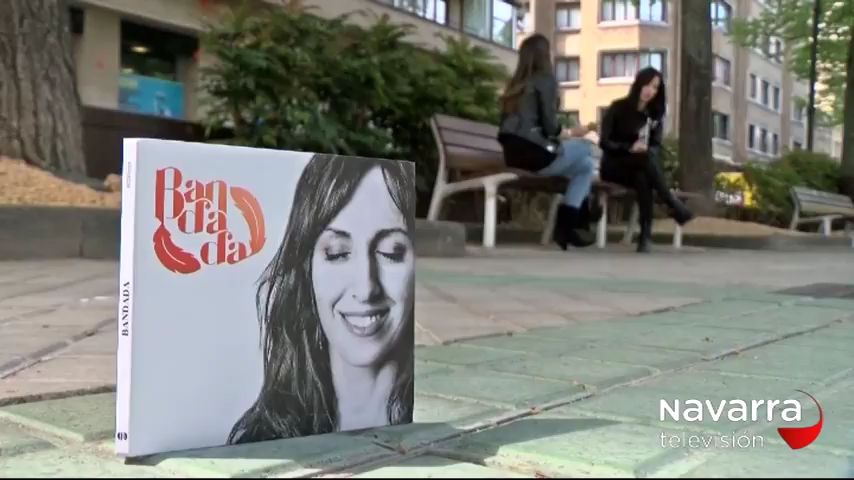 Ban
da
da
BANDADA
NAVARRA
televisión